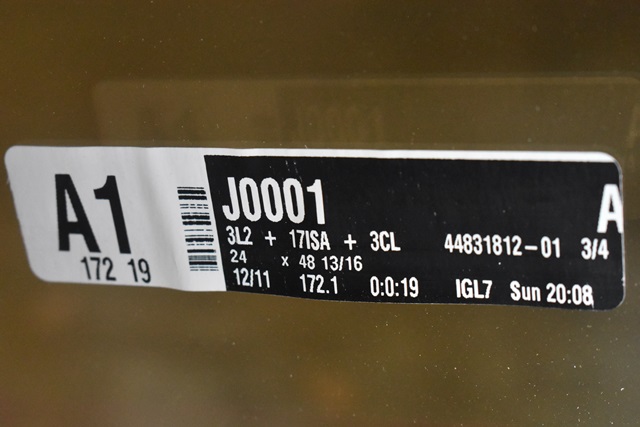 A1
172 19
J0001
A
3L2 + 17ISA + 3CL 44831812-01 3/4
24 x 48 13/16
12/11 172.1 0:0:19 IGL7 Sun 20:08